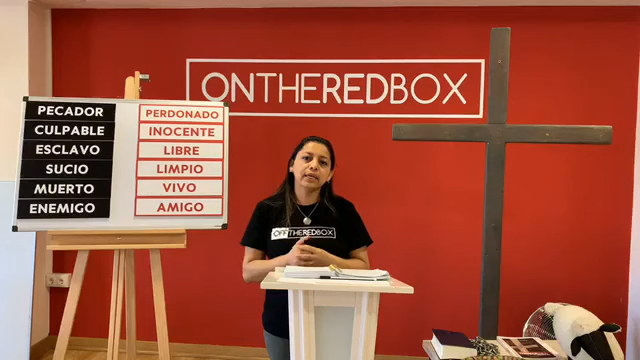 ONTHEREDBOX
PECADOR
CULPABLE
ESCLAVO
SUCIO
MUERTO
ENEMIGO
PERDONADO
INOCENTE
LIBRE
LIMPIO
VIVO
AMIGO
OFFTHEREDBOX